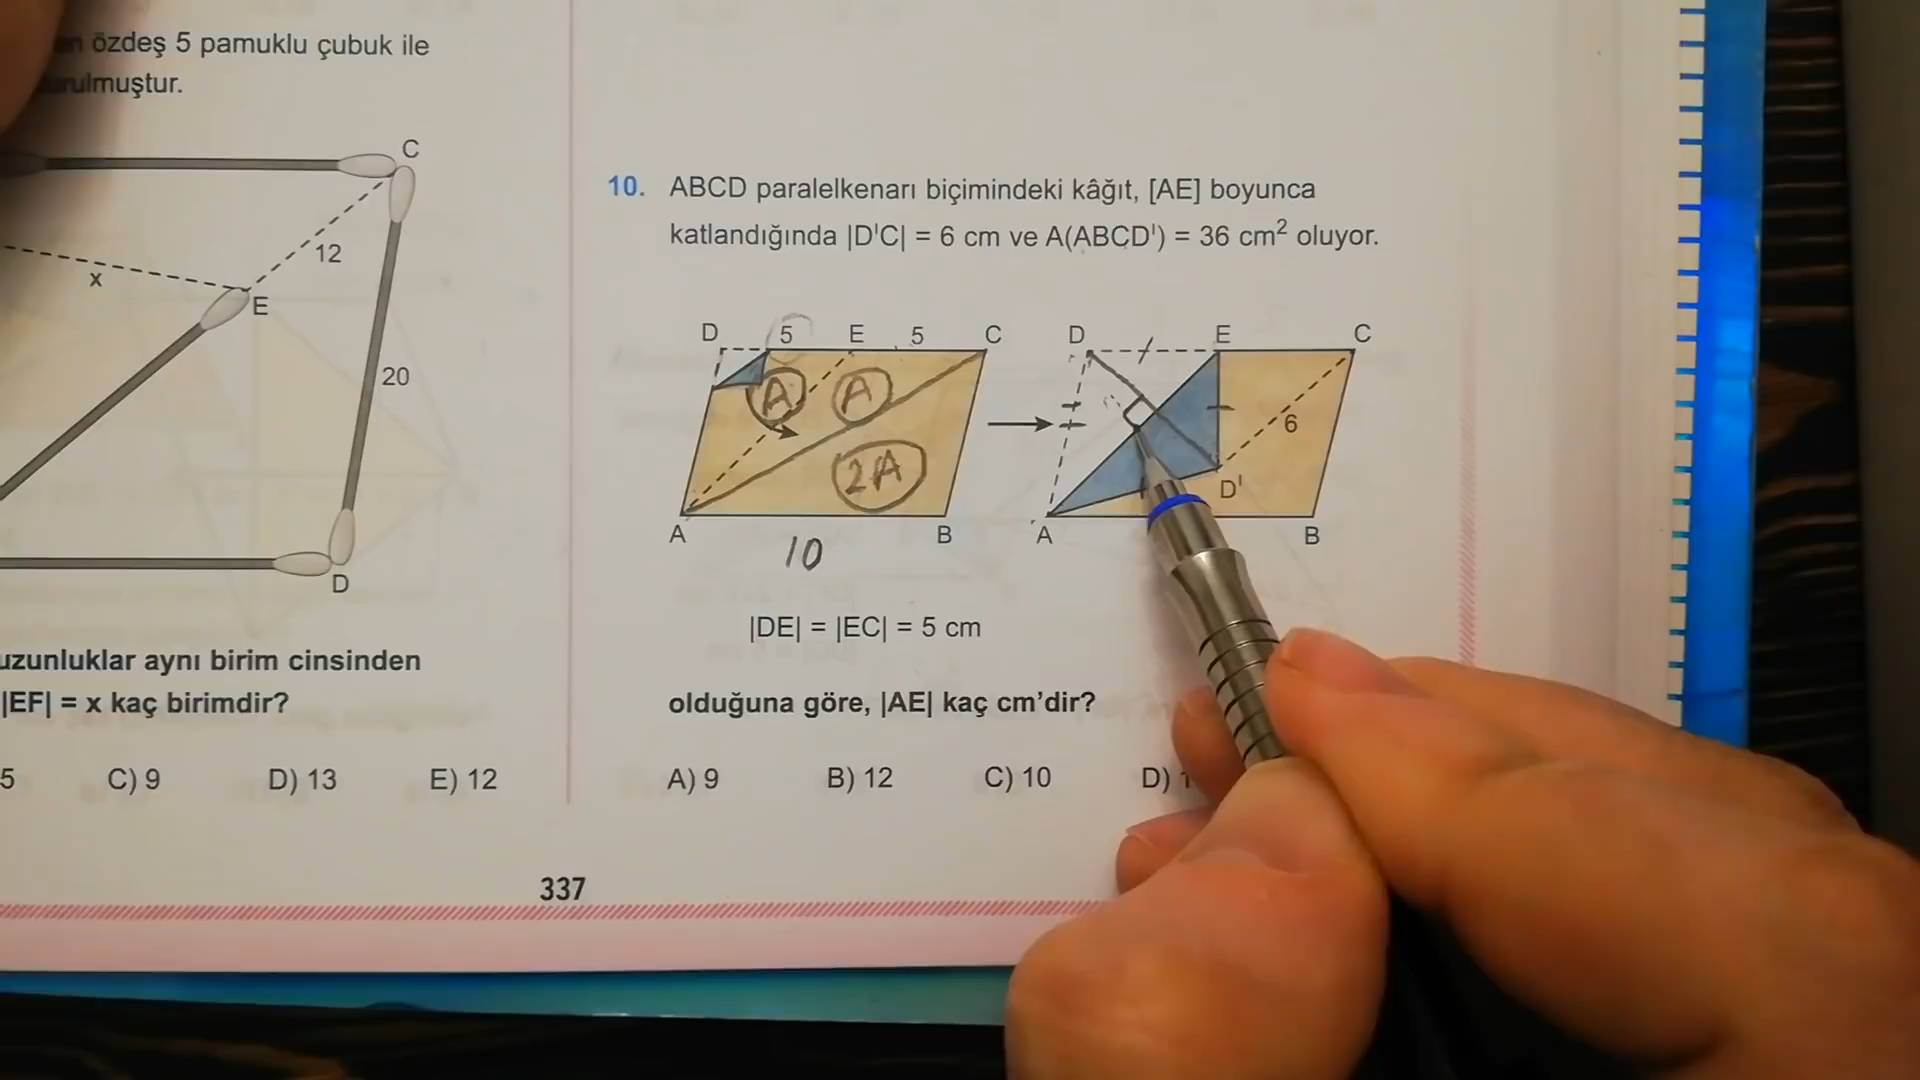 özdeş 5 pamuklu çubuk ile
C
12
x
E
20
D
uzunluklar aynı birim cinsinden
|EF| = x kaç birimdir?
5 C) 9 D) 13 E) 12
337
10. ABCD paralelkenarı biçimindeki kâğıt, [AE] boyunca
katlandığında |D'C| = 6 cm ve A(ABCD') = 36 cm² oluyor.
D 5 E 5 C
A A
2A
A B
10
D E C
6
D'
A B
|DE| = |EC| = 5 cm
olduğuna göre, |AE| kaç cm'dir?
A) 9 B) 12 C) 10 D)